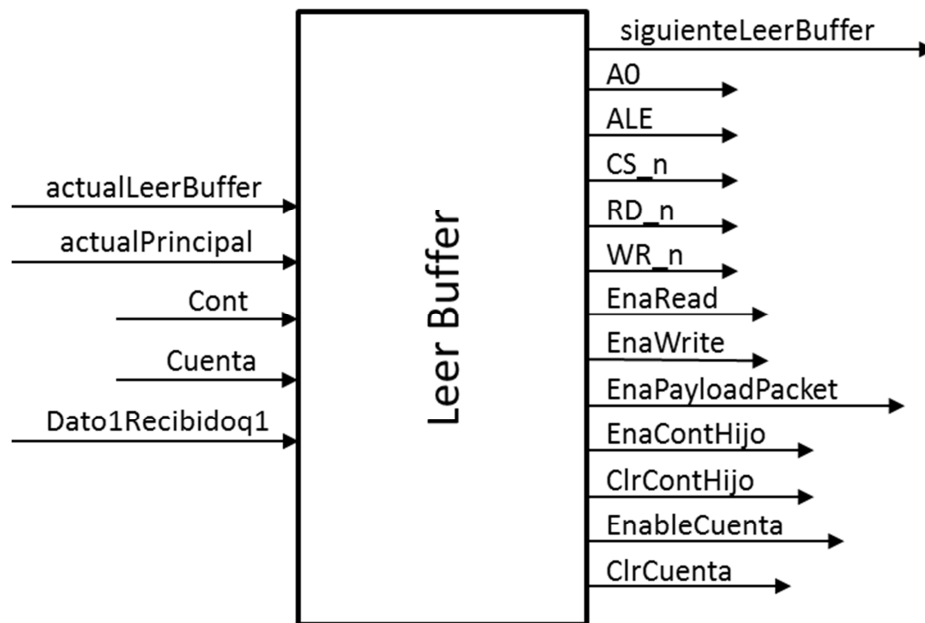 actualLeerBuffer
actualPrincipal
Cont
Cuenta
Dato1Recibidoq1
Leer Buffer
siguienteLeerBuffer
A0
ALE
CS_n
RD_n
WR_n
EnaRead
EnaWrite
EnaPayloadPacket
EnaContHijo
ClrContHijo
EnableCuenta
ClrCuenta